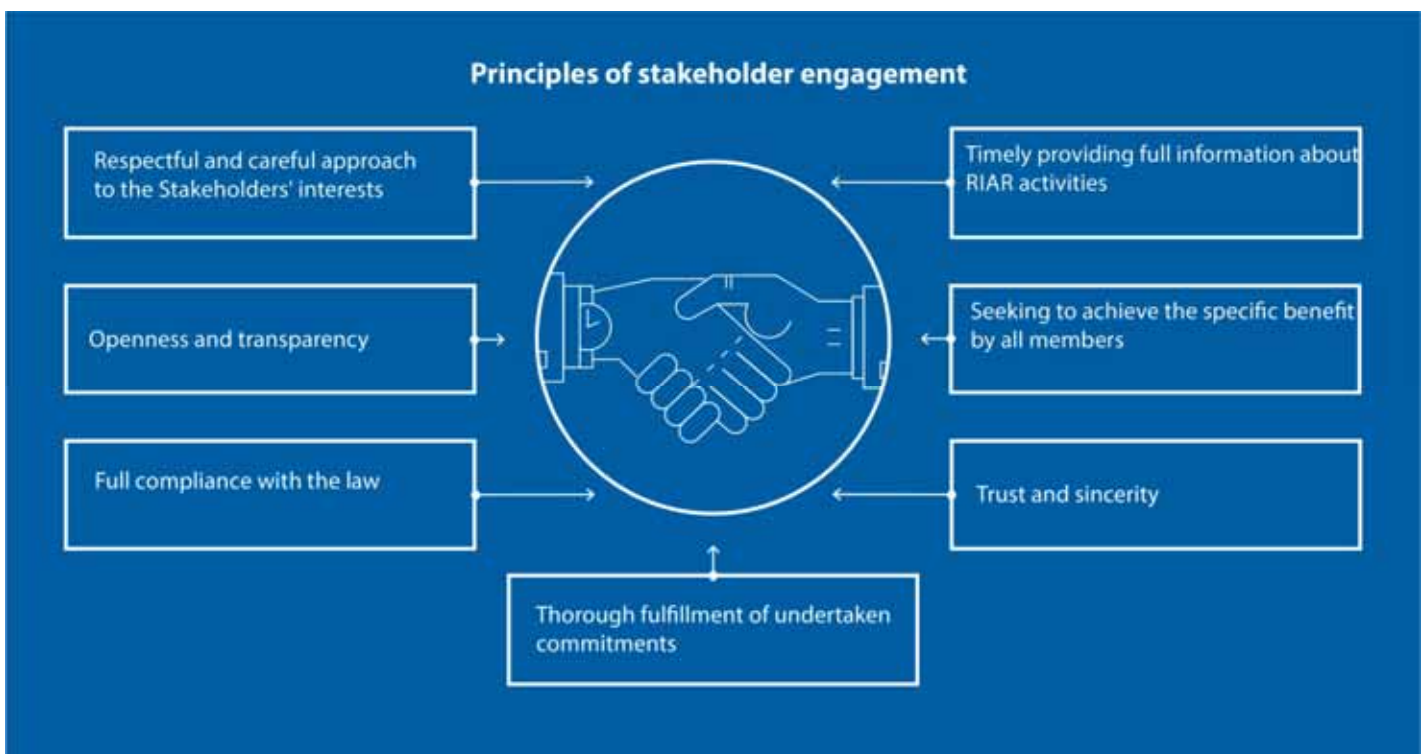 Principles of stakeholder engagement
Respectful and careful approach
to the Stakeholders' interests
Openness and transparency
Full compliance with the law
Timely providing full information about
RIAR activities
Seeking to achieve the specific benefit
by all members
Trust and sincerity
Thorough fulfillment of undertaken
commitments